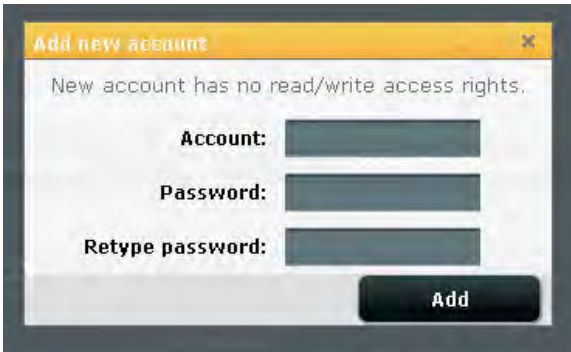 Add new account
New account has no read/write access rights.
Account:
Password:
Retype password:
Add